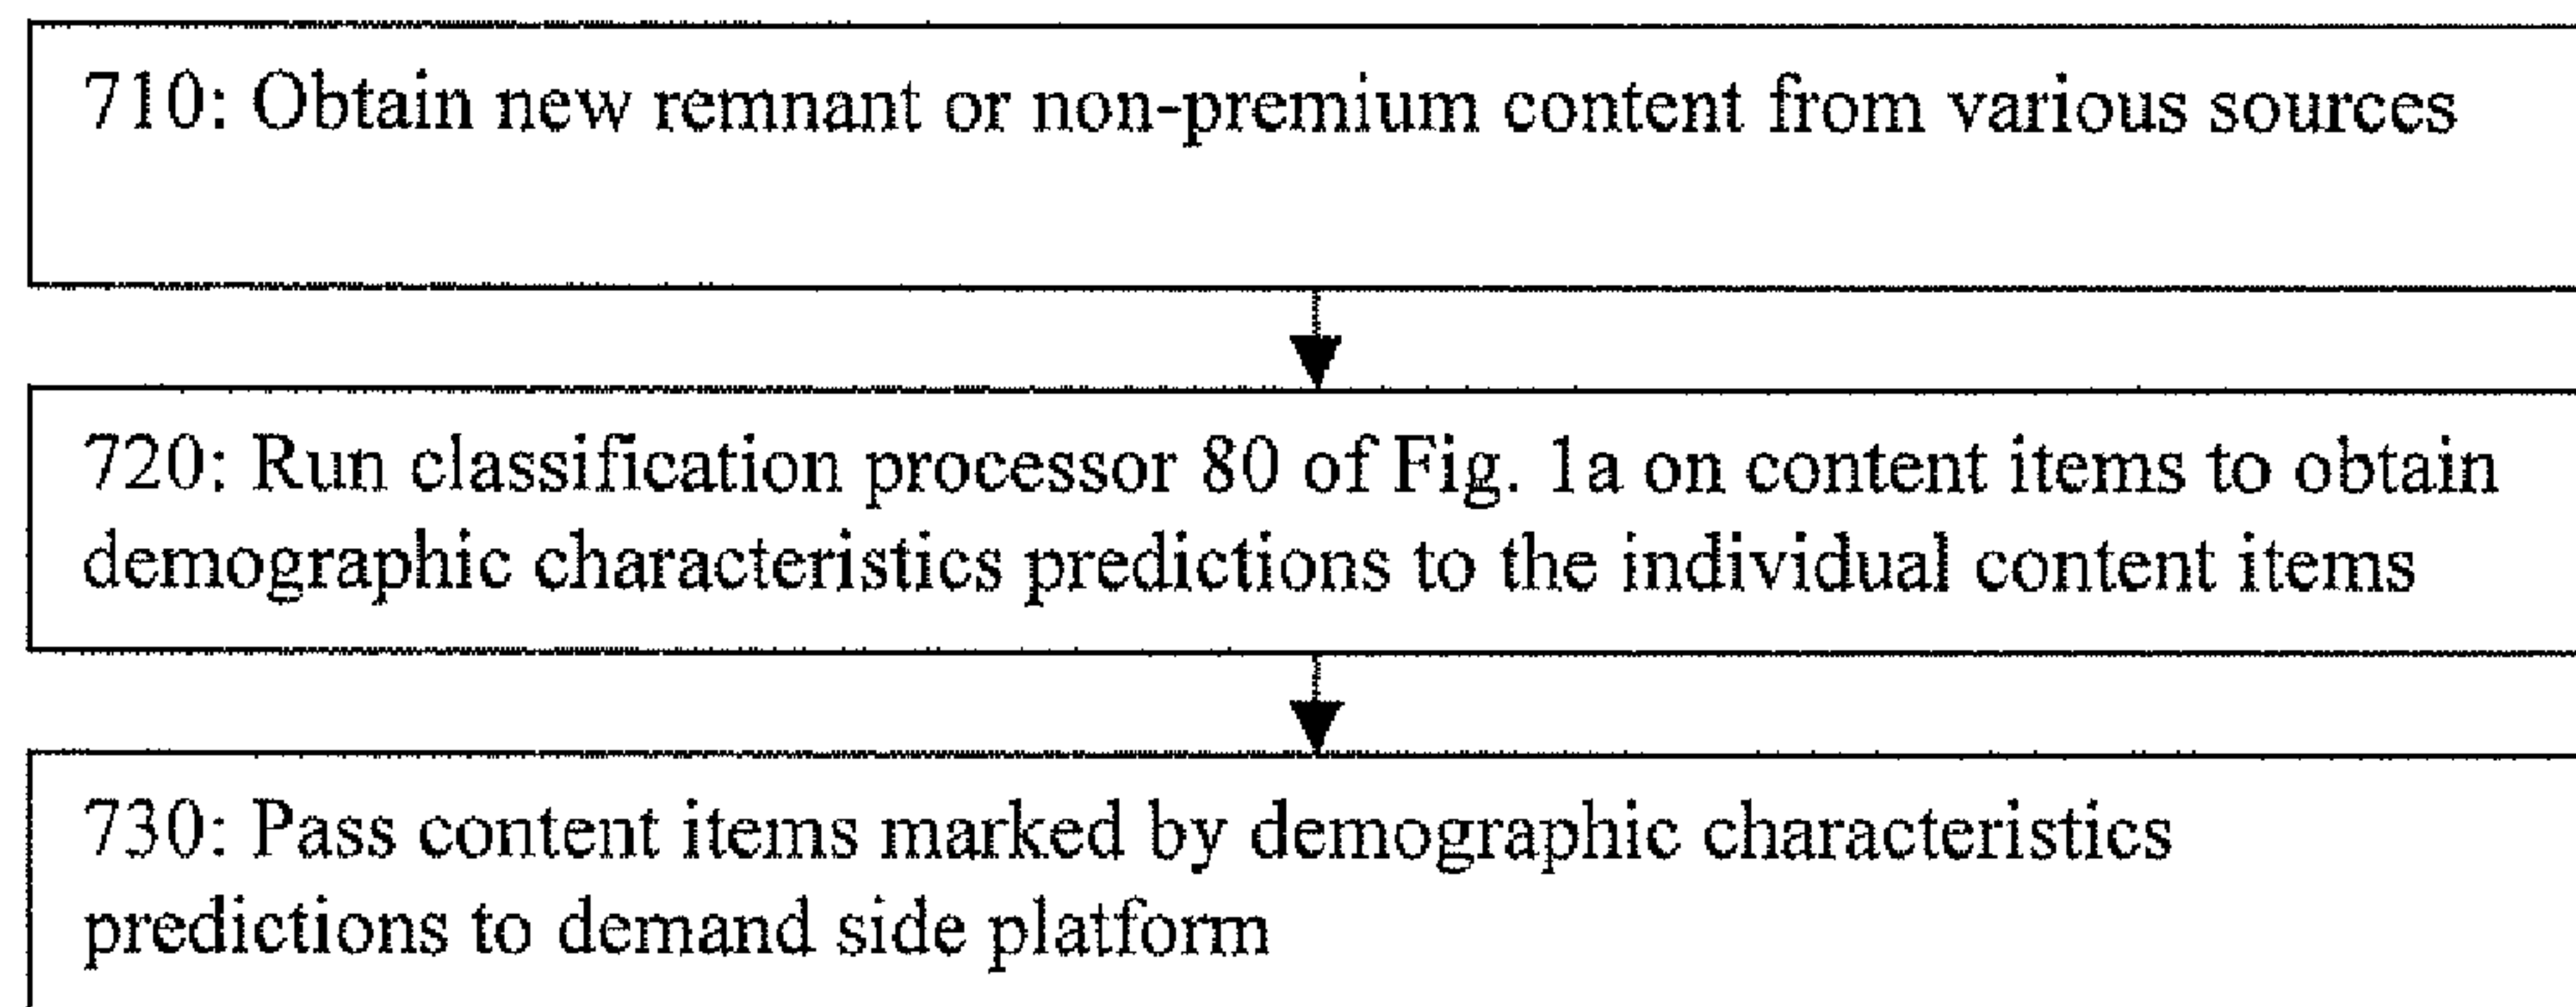 710: Obtain new remnant or non-premium content from various sources
720: Run classification processor 80 of Fig. 1a on content items to obtain
demographic characteristics predictions to the individual content items
730: Pass content items marked by demographic characteristics
predictions to demand side platform